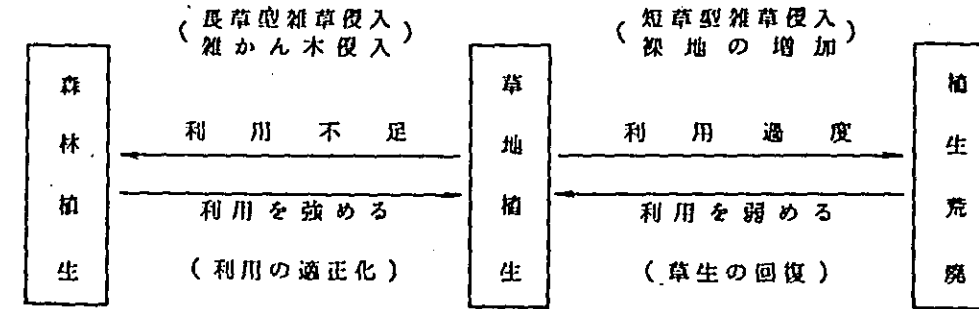 (長草型雑草侵入
雑かん木侵入)
(短草型雑草侵入
裸地の増加)
森林植生
利用不足
利用を強める
(利用の適正化)
草地植生
利用過度
利用を弱める
(草生の回復)
植生荒廃